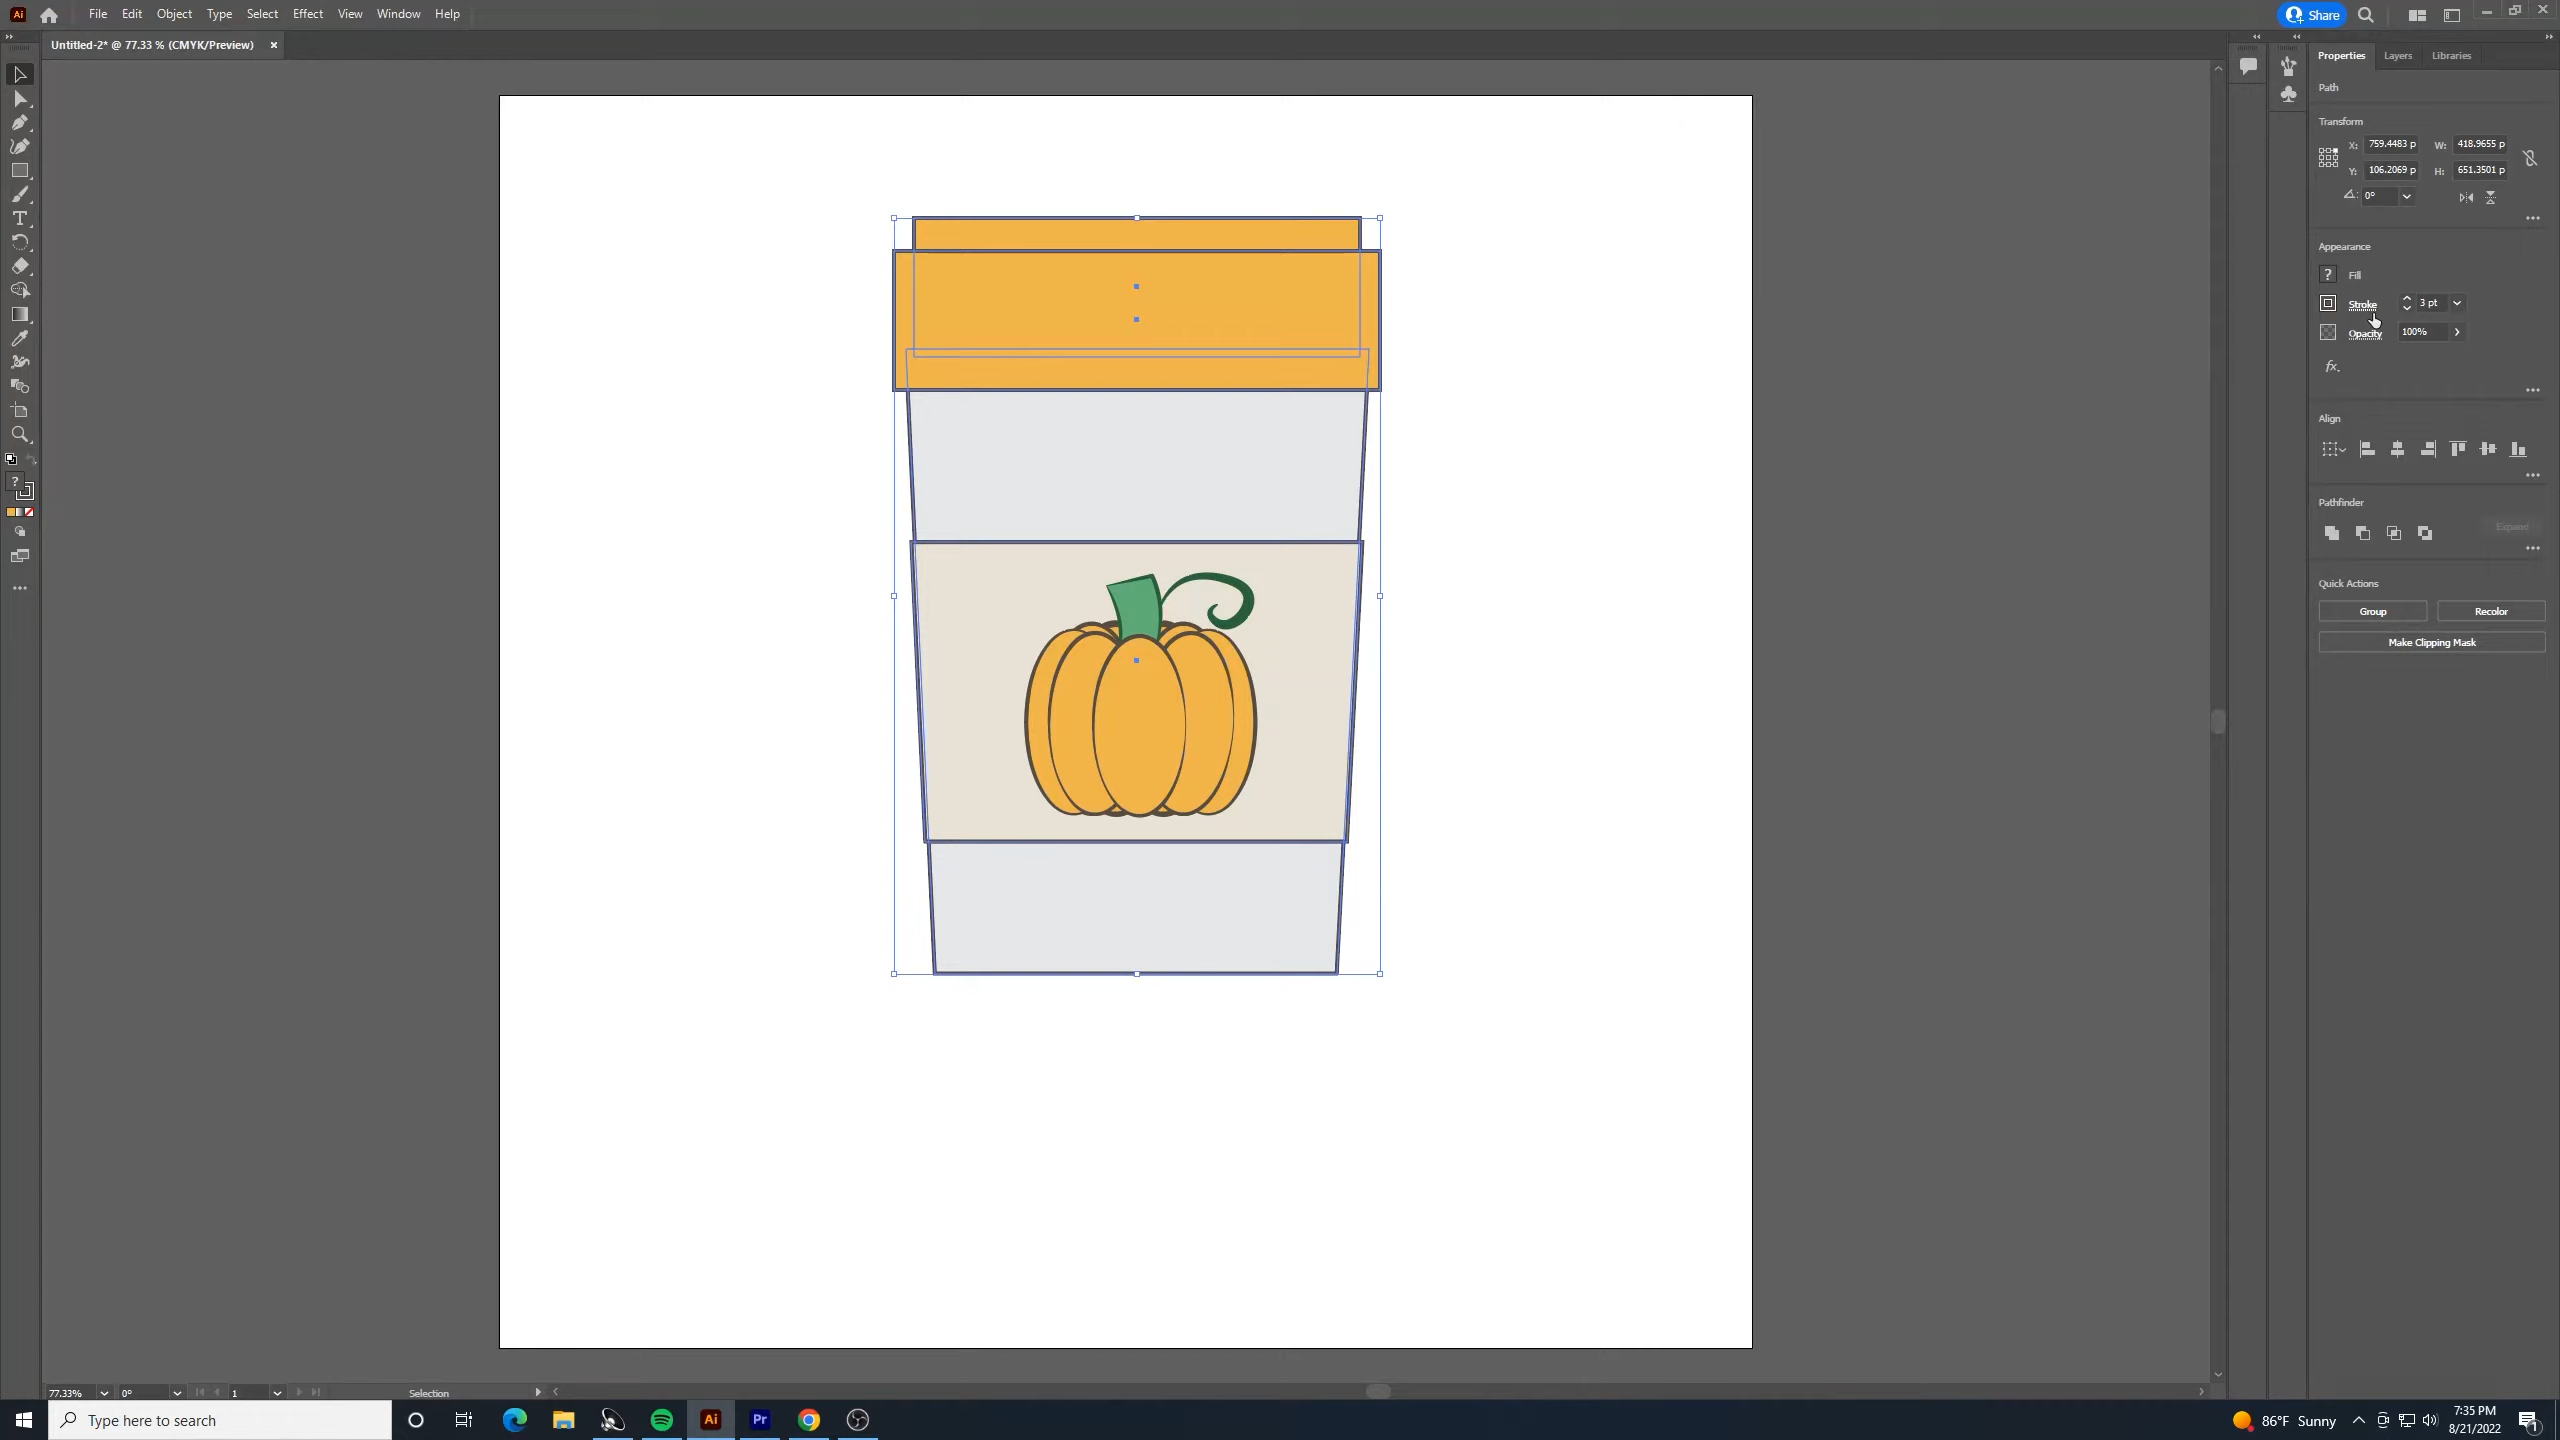 Ai File Edit Object Type Select Effect View Window Help Share
Untitled-2* @ 77.33 % (CMYK/Preview)
Properties Layers Libraries
Path
Transform
X: 759.4483 p W: 418.9655 p
Y: 106.2069 p H: 651.3501 p
0°
Appearance
? Fill
Stroke 3 pt
Opacity 100%
fx.
Align
Pathfinder
Expand
Quick Actions
Group Recolor
Make Clipping Mask
?
77.33% 0° 1 Selection
Type here to search Ai Pr 86°F Sunny 7:35 PM
8/21/2022
1